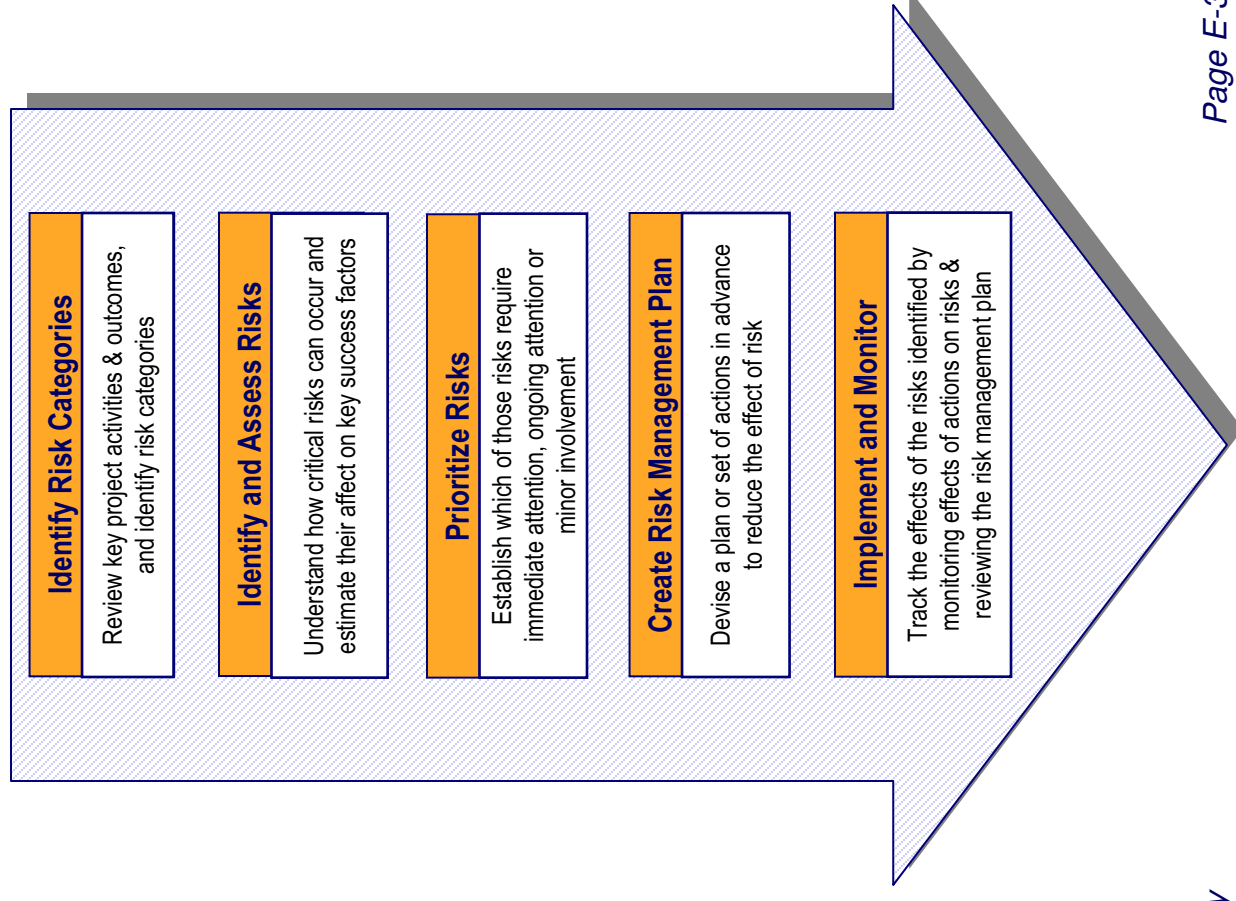 Identify Risk Categories
Review key project activities & outcomes,
and identify risk categories
Identify and Assess Risks
Understand how critical risks can occur and
estimate their affect on key success factors
Prioritize Risks
Establish which of those risks require
immediate attention, ongoing attention or
minor involvement
Create Risk Management Plan
Devise a plan or set of actions in advance
to reduce the effect of risk
Implement and Monitor
Track the effects of the risks identified by
monitoring effects of actions on risks &
reviewing the risk management plan
Page E-3